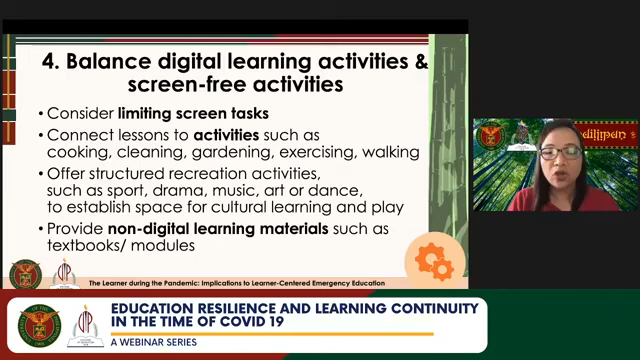 4. Balance digital learning activities &
screen-free activities
• Consider limiting screen tasks
• Connect lessons to activities such as
cooking, cleaning, gardening, exercising, walking
• Offer structured recreation activities,
such as sport, drama, music, art or dance,
to establish space for cultural learning and play
• Provide non-digital learning materials such as
textbooks/ modules
The Learner during the Pandemic: Implications to Learner-Centered Emergency Education
EDUCATION RESILIENCE AND LEARNING CONTINUITY
IN THE TIME OF COVID 19
A WEBINAR SERIES